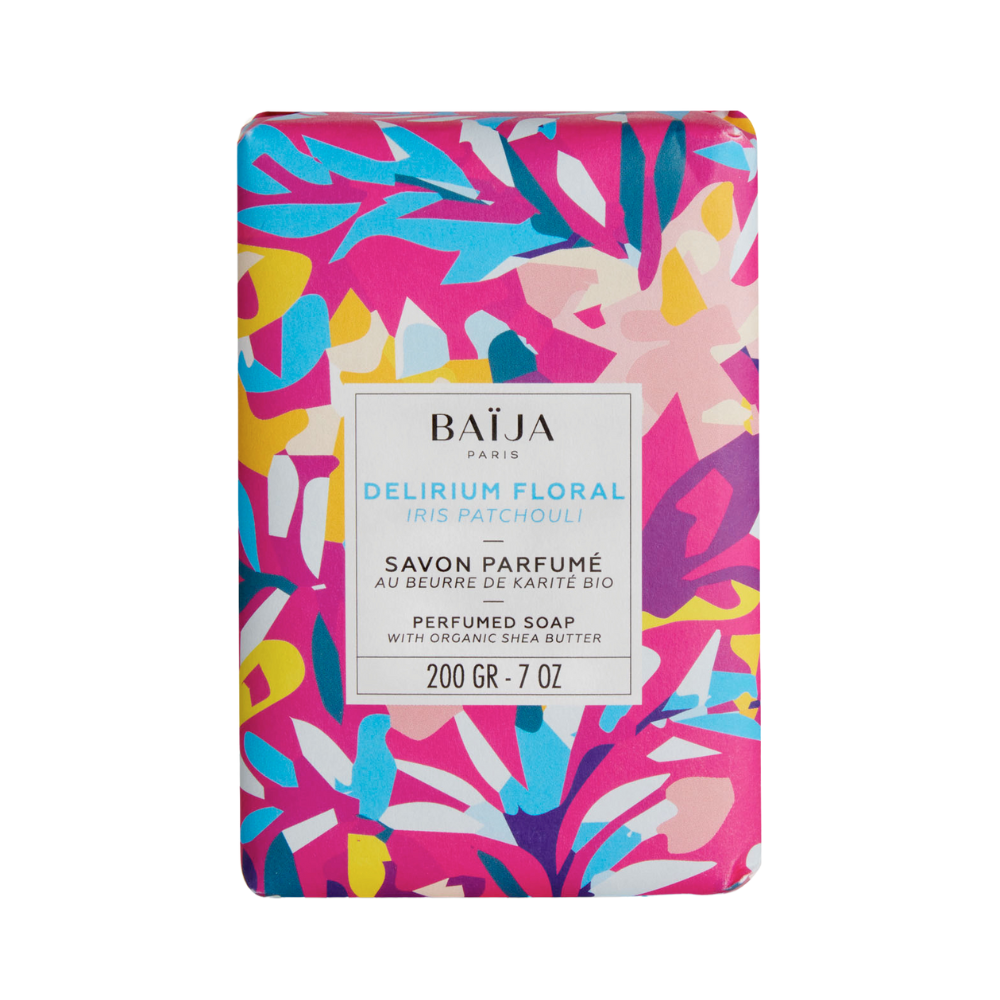 BAÏJA
PARIS
DELIRIUM FLORAL
IRIS PATCHOULI
SAVON PARFUMÉ
AU BEURRE DE KARITÉ BIO
PERFUMED SOAP
WITH ORGANIC SHEA BUTTER
200 GR - 7 OZ